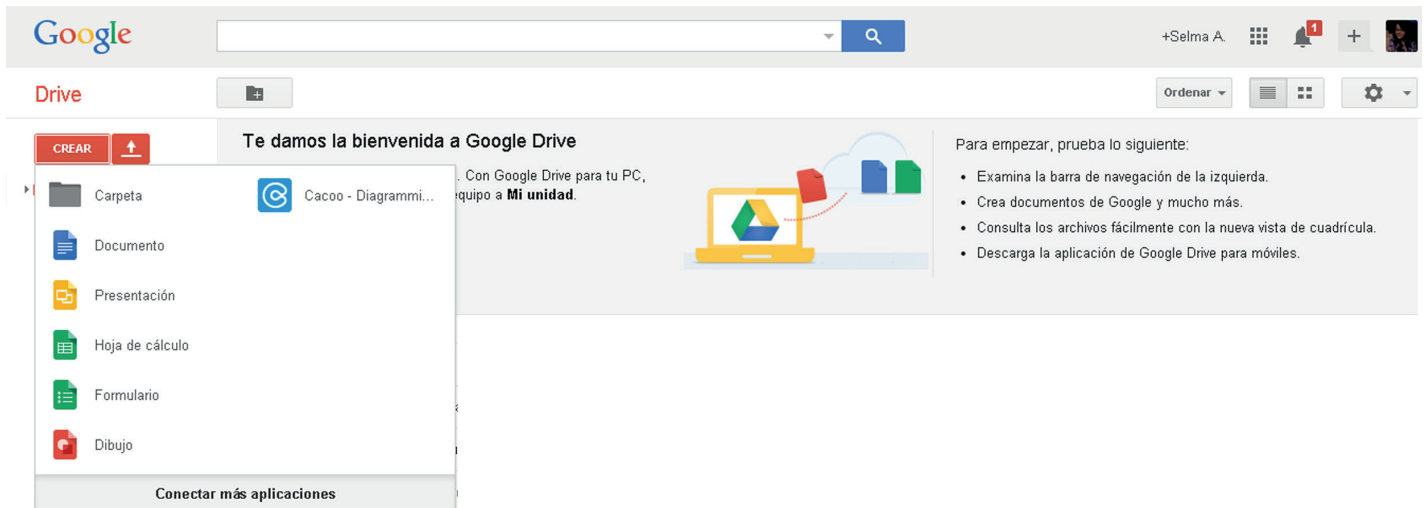 Google
+Selma A.
1
Drive
Ordenar
CREAR
Te damos la bienvenida a Google Drive
. Con Google Drive para tu PC,
equipo a Mi unidad.
Para empezar, prueba lo siguiente:
• Examina la barra de navegación de la izquierda.
• Crea documentos de Google y mucho más.
• Consulta los archivos fácilmente con la nueva vista de cuadrícula.
• Descarga la aplicación de Google Drive para móviles.
Carpeta
Cacoo - Diagrammi...
Documento
Presentación
Hoja de cálculo
Formulario
Dibujo
Conectar más aplicaciones